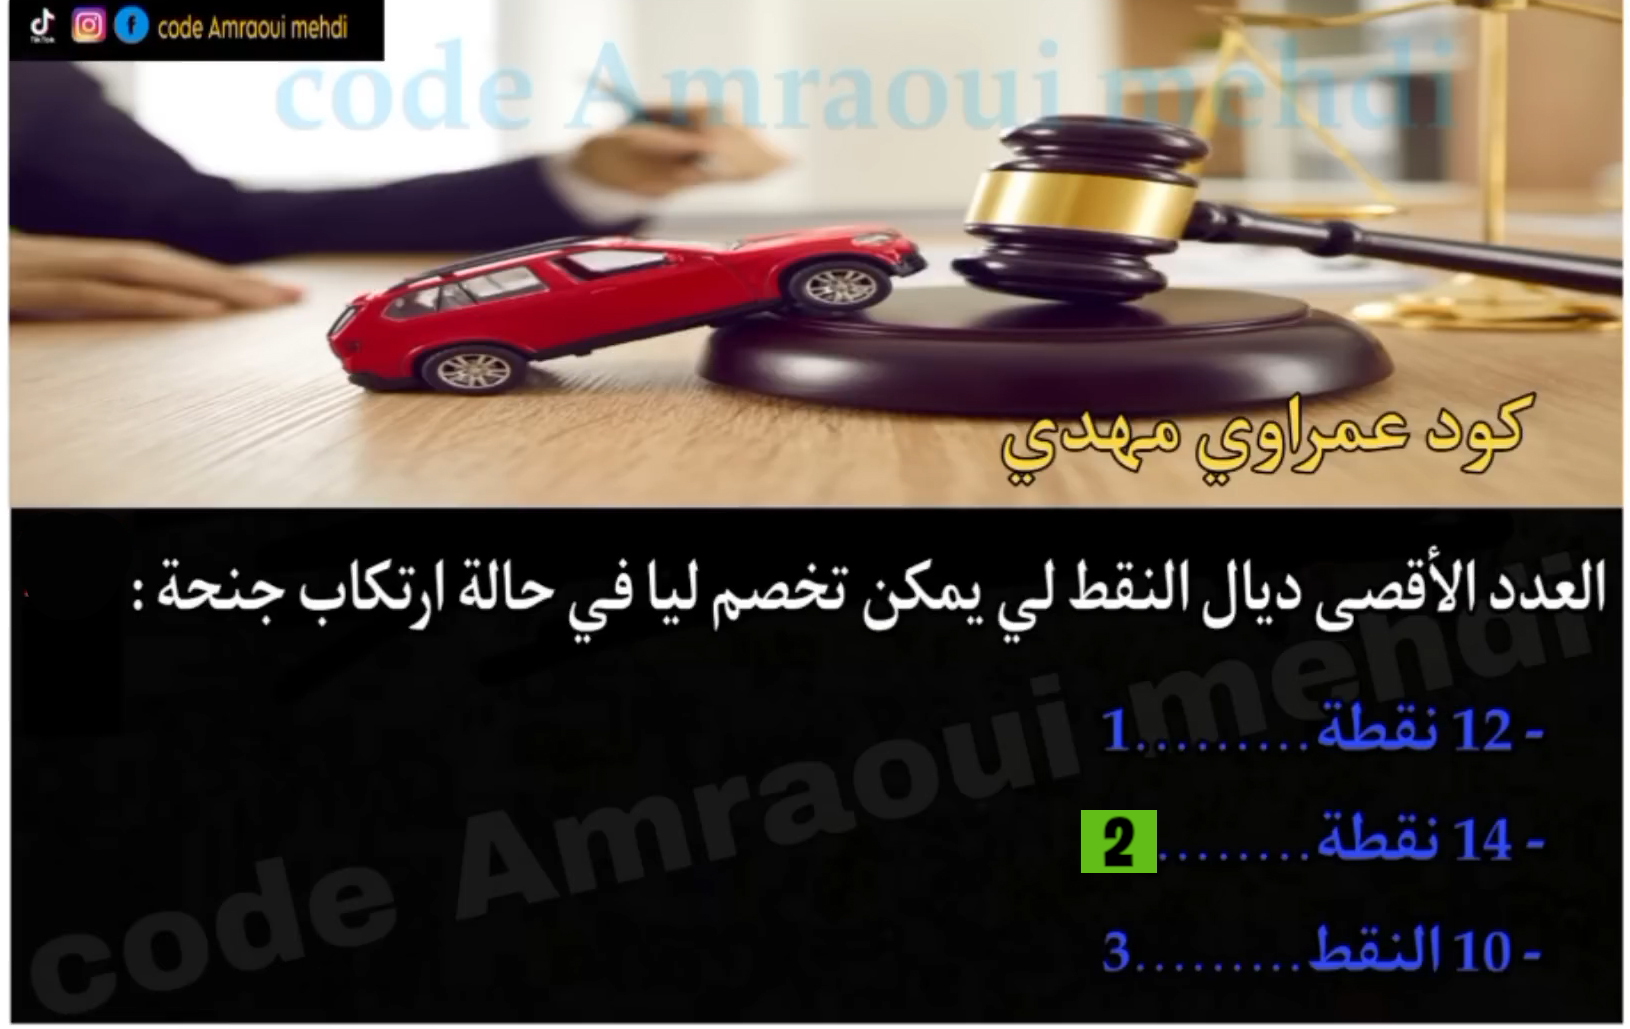 TikTok code Amraoui mehdi
code Amraoui mehdi
كود عمراوي مهدي
العدد الأقصى ديال النقط لي يمكن تخصم ليا في حالة ارتكاب جنحة :
- 12 نقطة.........1
- 14 نقطة........2
- 10 النقط.........3
code Amraoui mehdi